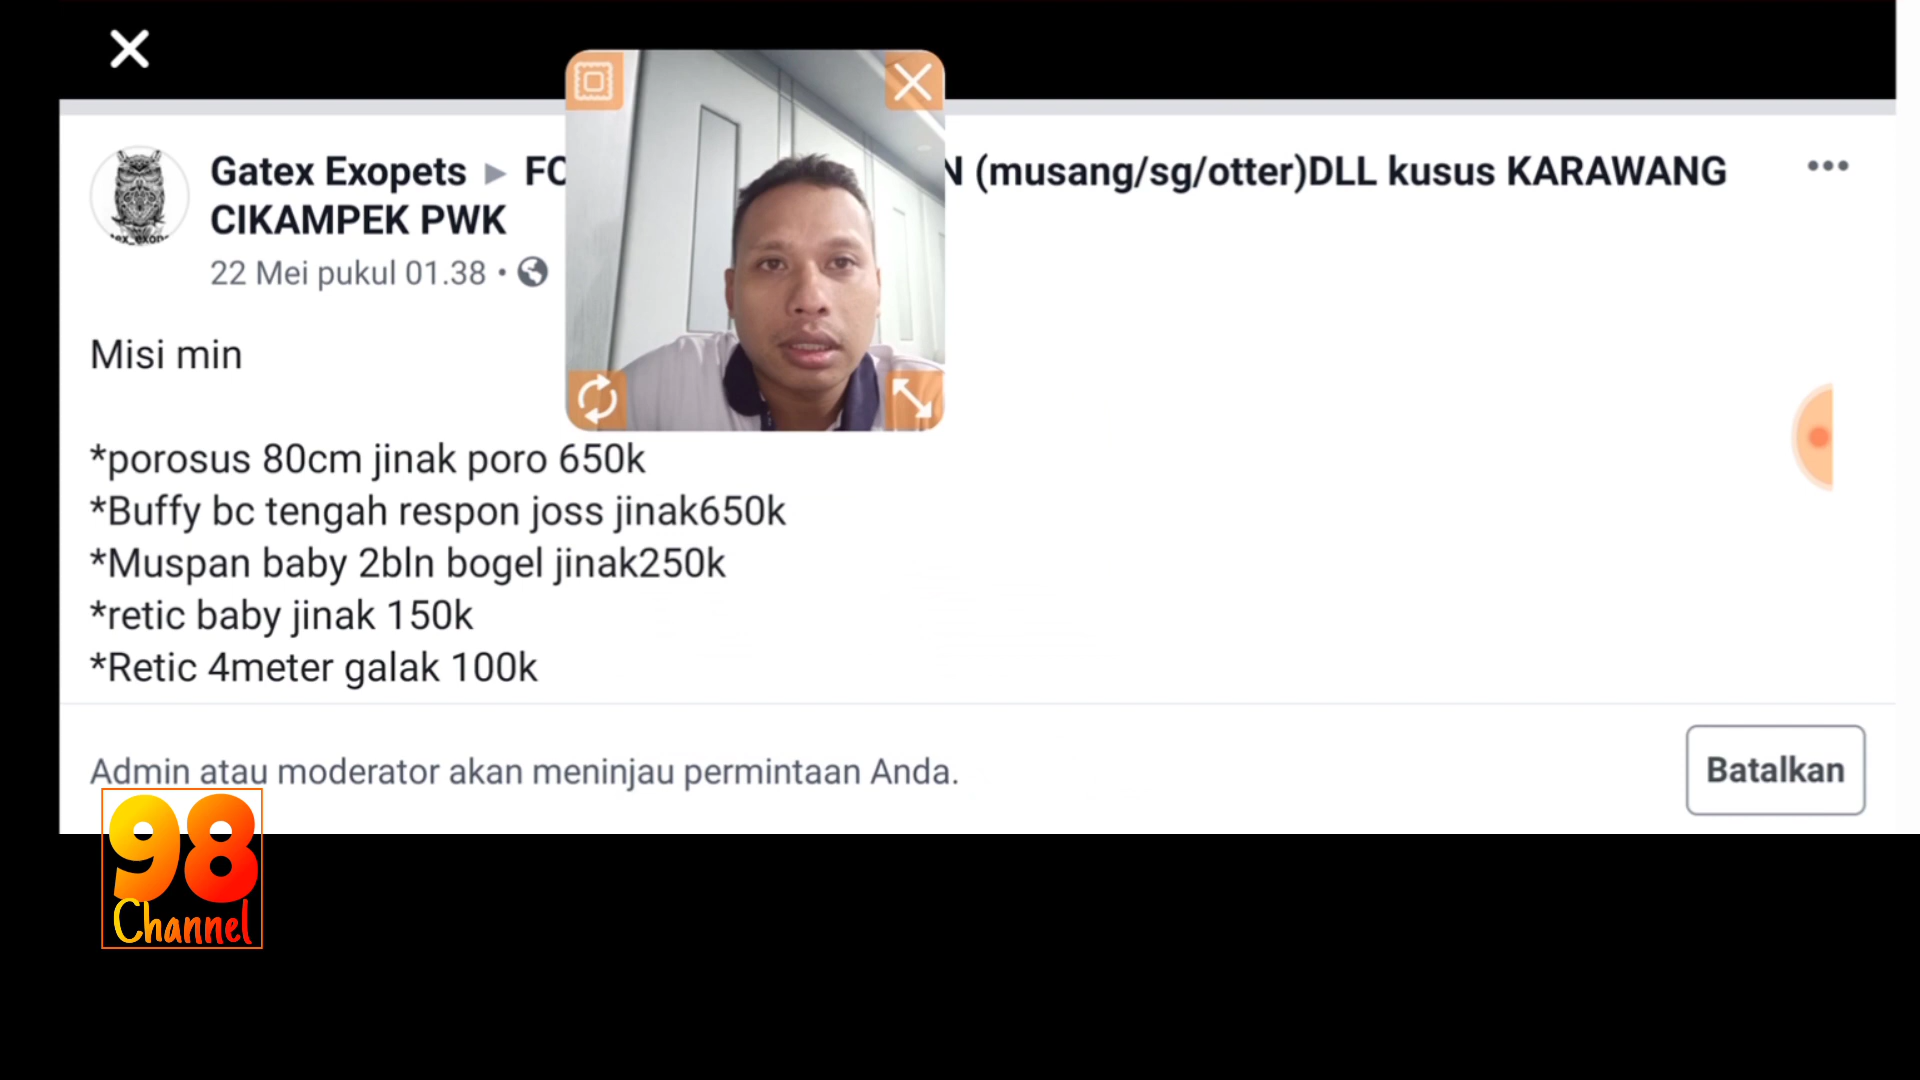 Gatex Exopets ▸ FO (musang/sg/otter)DLL kusus KARAWANG
CIKAMPEK PWK
22 Mei pukul 01.38 •
Misi min
*porosus 80cm jinak poro 650k
*Buffy bc tengah respon joss jinak650k
*Muspan baby 2bln bogel jinak250k
*retic baby jinak 150k
*Retic 4meter galak 100k
Admin atau moderator akan meninjau permintaan Anda.
Batalkan
98
Channel